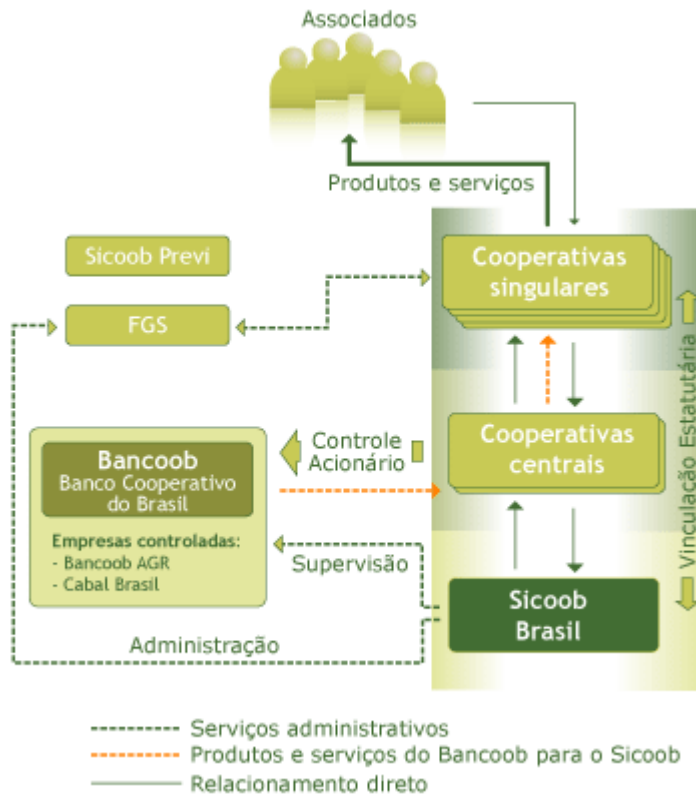 Associados
Produtos e serviços
Sicoob Previ
FGS
Cooperativas
singulares
Vinculação Estatutária
Controle
Acionário
Cooperativas
centrais
Bancoob
Banco Cooperativo
do Brasil
Empresas controladas:
- Bancoob AGR
- Cabal Brasil
Supervisão
Sicoob
Brasil
Administração
Serviços administrativos
Produtos e serviços do Bancoob para o Sicoob
Relacionamento direto